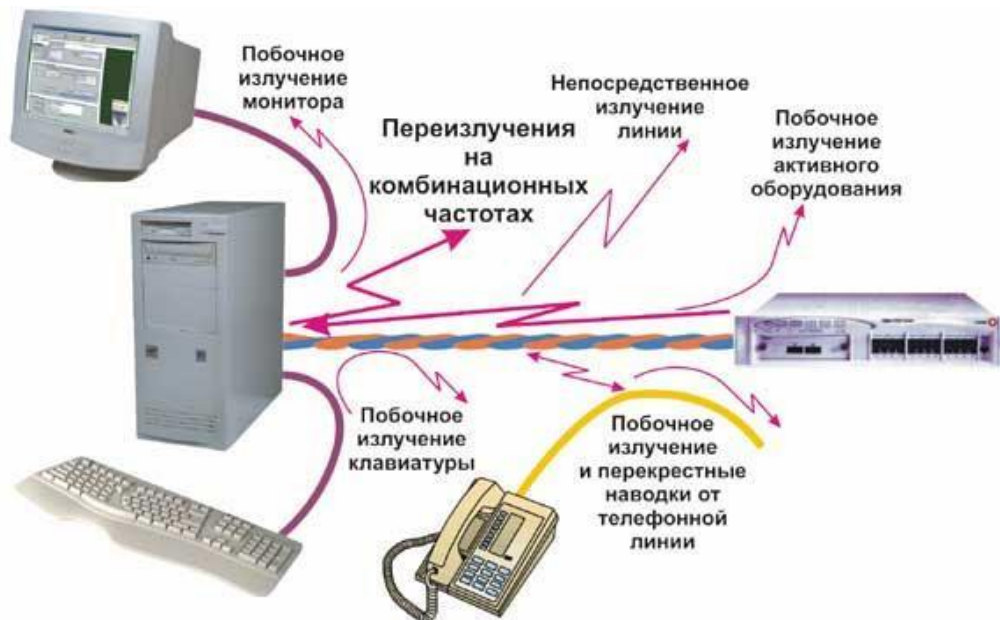 Побочное
излучение
монитора
Переизлучения
на
комбинационных
частотах
Непосредственное
излучение
линии
Побочное
излучение
активного
оборудования
Побочное
излучение
клавиатуры
Побочное
излучение
и перекрестные
наводки от
телефонной
линии